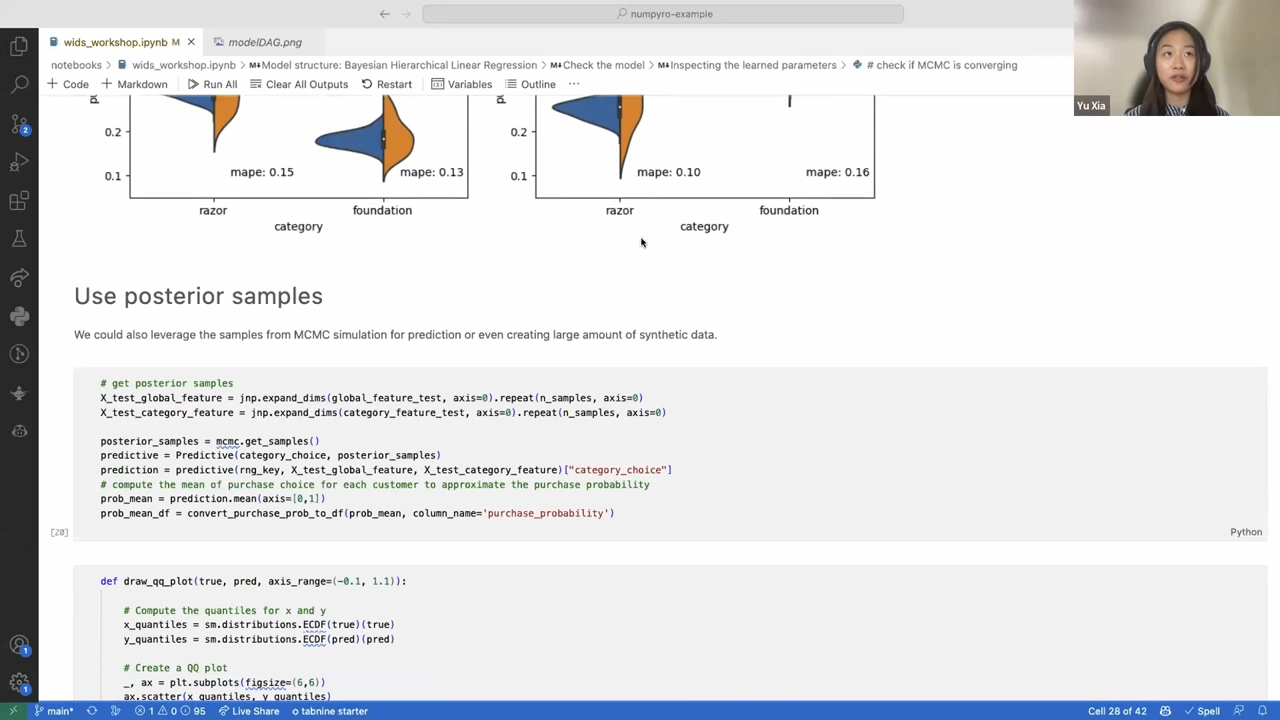 numpyro-example
wids_workshop.ipynb M
modelDAG.png
notebooks > wids_workshop.ipynb > Model structure: Bayesian Hierarchical Linear Regression > Check the model > Inspecting the learned parameters > # check if MCMC is converging
+ Code + Markdown Run All Clear All Outputs Restart Variables Outline ...
Yu Xia
0.2
0.1
mape: 0.15
mape: 0.13
razor
foundation
category
0.2
0.1
mape: 0.10
mape: 0.16
razor
foundation
category
Use posterior samples
We could also leverage the samples from MCMC simulation for prediction or even creating large amount of synthetic data.
# get posterior samples
X_test_global_feature = jnp.expand_dims(global_feature_test, axis=0).repeat(n_samples, axis=0)
X_test_category_feature = jnp.expand_dims(category_feature_test, axis=0).repeat(n_samples, axis=0)
posterior_samples = mcmc.get_samples()
predictive = Predictive(category_choice, posterior_samples)
prediction = predictive(rng_key, X_test_global_feature, X_test_category_feature)["category_choice"]
# compute the mean of purchase choice for each customer to approximate the purchase probability
prob_mean = prediction.mean(axis=[0,1])
prob_mean_df = convert_purchase_prob_to_df(prob_mean, column_name='purchase_probability')
[20]
Python
def draw_qq_plot(true, pred, axis_range=(-0.1, 1.1)):
# Compute the quantiles for x and y
x_quantiles = sm.distributions.ECDF(true)(true)
y_quantiles = sm.distributions.ECDF(pred)(pred)
# Create a QQ plot
_, ax = plt.subplots(figsize=(6,6))
ax.scatter(x_quantiles, y_quantiles)
2
1
1
main* 1 0 95 Live Share tabnine starter
Cell 28 of 42 Spell